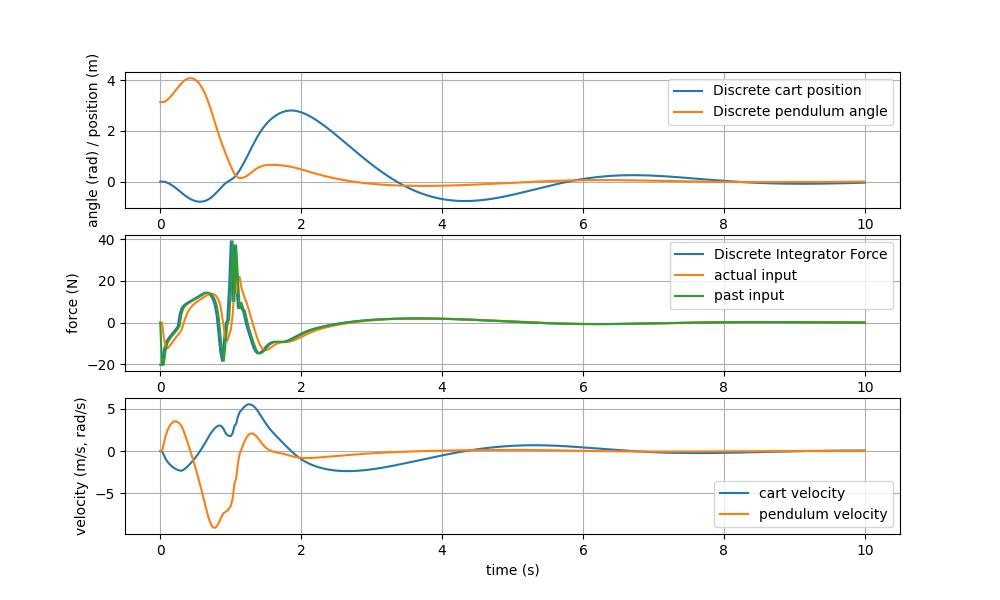 angle (rad) / position (m)
4
2
0
Discrete cart position
Discrete pendulum angle
0 2 4 6 8 10
force (N)
40
20
0
−20
Discrete Integrator Force
actual input
past input
0 2 4 6 8 10
velocity (m/s, rad/s)
5
0
−5
cart velocity
pendulum velocity
0 2 4 6 8 10
time (s)